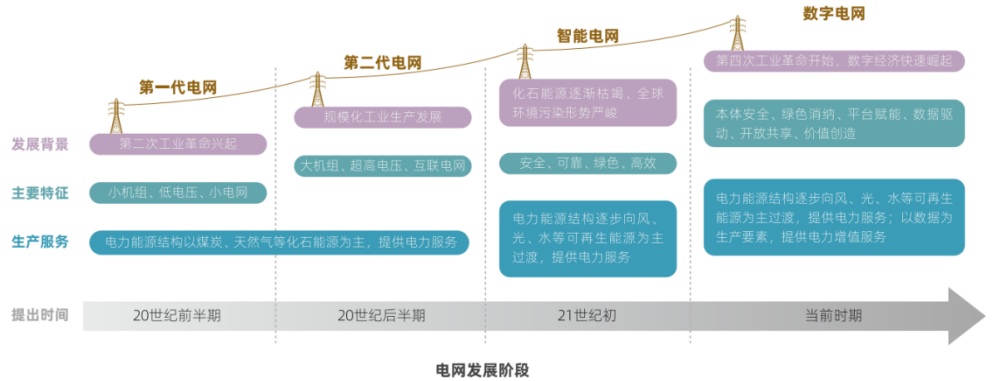 数字电网
智能电网
第二代电网
第一代电网
发展背景
第二次工业革命兴起
规模化工业生产发展
化石能源逐渐枯竭、全球
环境污染形势严峻
第四次工业革命开始，数字经济快速崛起
主要特征
小机组、低电压、小电网
大机组、超高电压、互联电网
安全、可靠、绿色、高效
本体安全、绿色消纳、平台赋能、数据驱
动、开放共享、价值创造
生产服务
电力能源结构以煤炭、天然气等化石能源为主，提供电力服务
电力能源结构逐步向风、
光、水等可再生能源为主
过渡，提供电力服务
电力能源结构逐步向风、光、水等可再生
能源为主过渡，提供电力服务；以数据为
生产要素，提供电力增值服务
提出时间
20世纪前半期
20世纪后半期
21世纪初
当前时期
电网发展阶段